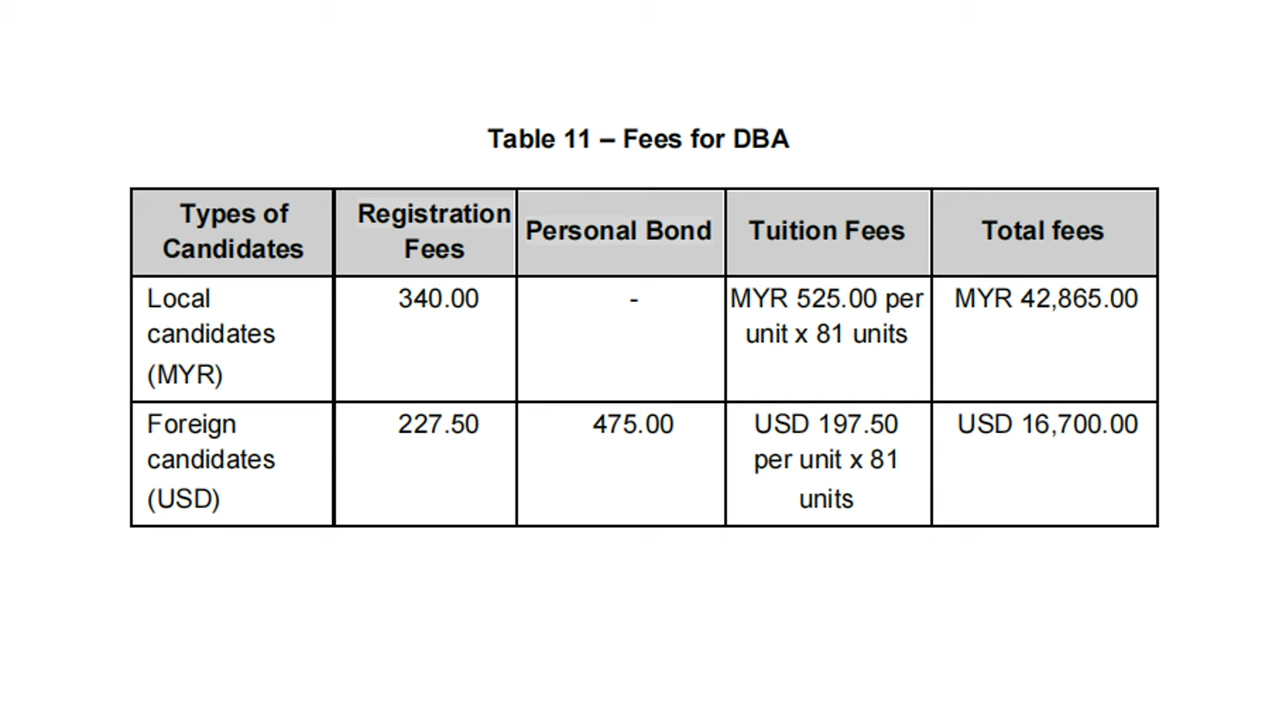 Table 11 – Fees for DBA
Types of Candidates | Registration Fees | Personal Bond | Tuition Fees | Total fees
Local candidates (MYR) | 340.00 | - | MYR 525.00 per unit x 81 units | MYR 42,865.00
Foreign candidates (USD) | 227.50 | 475.00 | USD 197.50 per unit x 81 units | USD 16,700.00